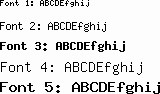 Font 1: ABCDEfghij
Font 2: ABCDEfghij
Font 3: ABCDEfghij
Font 4: ABCDEfghij
Font 5: ABCDEfghij